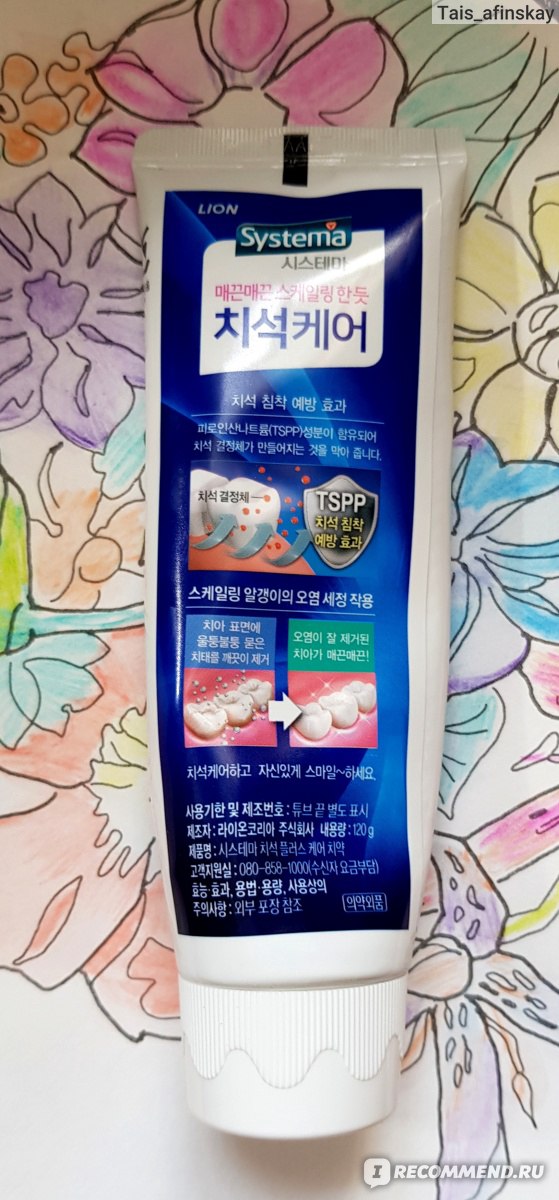 Tais_afinskay
LION
Systema
시스테마
매끈매끈 스케일링 한 듯
치석케어
치석 침착 예방 효과
피로인산나트륨(TSPP)성분이 함유되어
치석 결정체가 만들어지는 것을 막아 줍니다.
치석 결정체
TSPP
치석 침착
예방 효과
스케일링 알갱이의 오염 세정 작용
치아 표면에
울퉁불퉁 묻은
치태를 깨끗이 제거
오염이 잘 제거된
치아가 매끈매끈!
치석케어하고 자신있게 스마일~하세요.
사용기한 및 제조번호 : 튜브 끝 별도 표시
제조자 : 라이온코리아 주식회사 내용량 : 120 g
제품명 : 시스테마 치석 플러스 케어 치약
고객지원실 : 080-858-1000(수신자 요금부담)
효능·효과, 용법·용량, 사용상의
주의사항 : 외부 포장 참조
의약외품
I RECOMMEND.RU